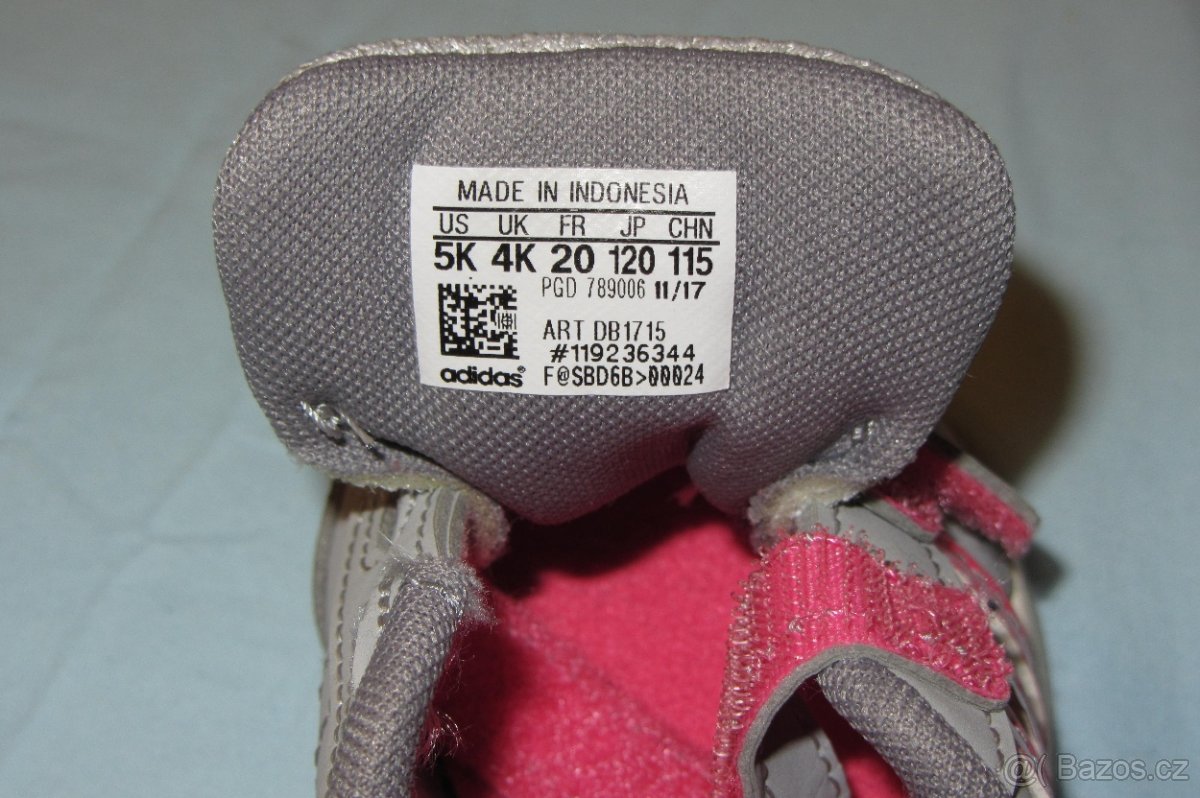 MADE IN INDONESIA
US UK FR JP CHN
5K 4K 20 120 115
PGD 789006 11/17
ART DB1715
#119236344
adidas® F@SBD6B>00024
@( Bazos.cz